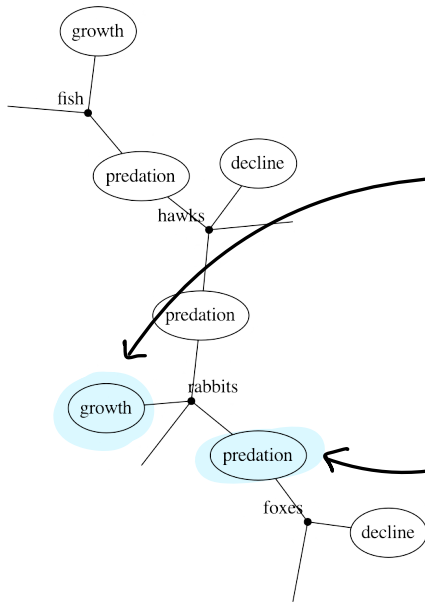 growth
fish
predation
decline
hawks
predation
rabbits
growth
predation
foxes
decline